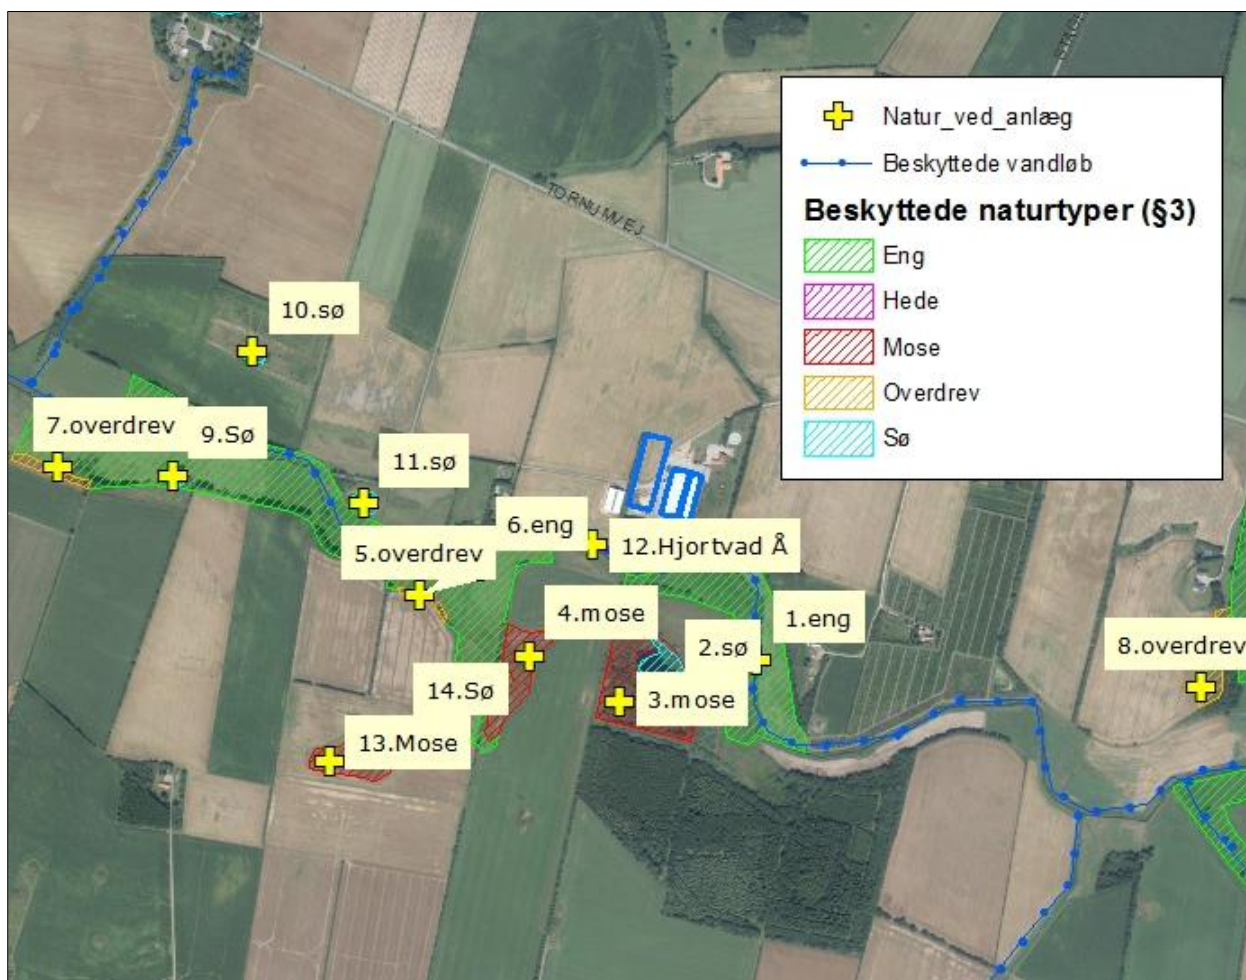 Natur_ved_anlæg
Beskyttede vandløb
Beskyttede naturtyper (§3)
Eng
Hede
Mose
Overdrev
Sø
TORNUMVEJ
10.sø
7.overdrev
9.Sø
11.sø
6.eng
5.overdrev
12.Hjortvad Å
4.mose
1.eng
2.sø
8.overdrev
14.Sø
3.mose
13.Mose